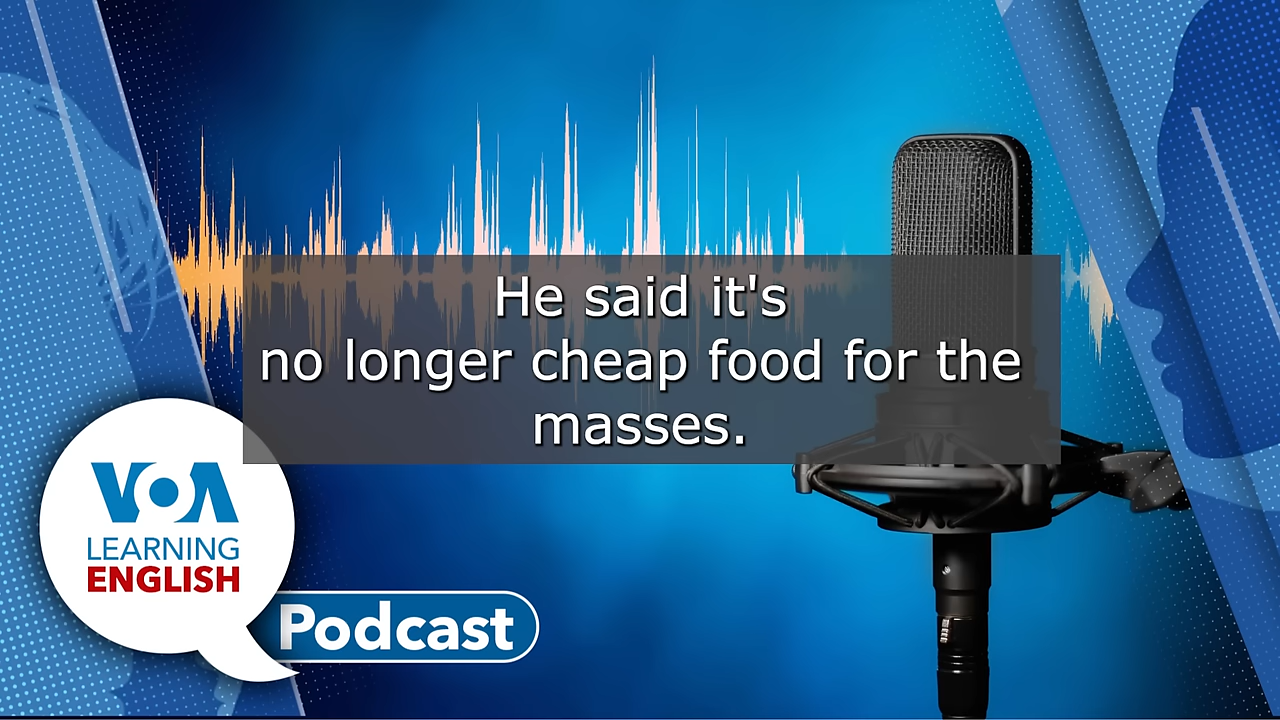 He said it's
no longer cheap food for the
masses.
VOA
LEARNING
ENGLISH
Podcast